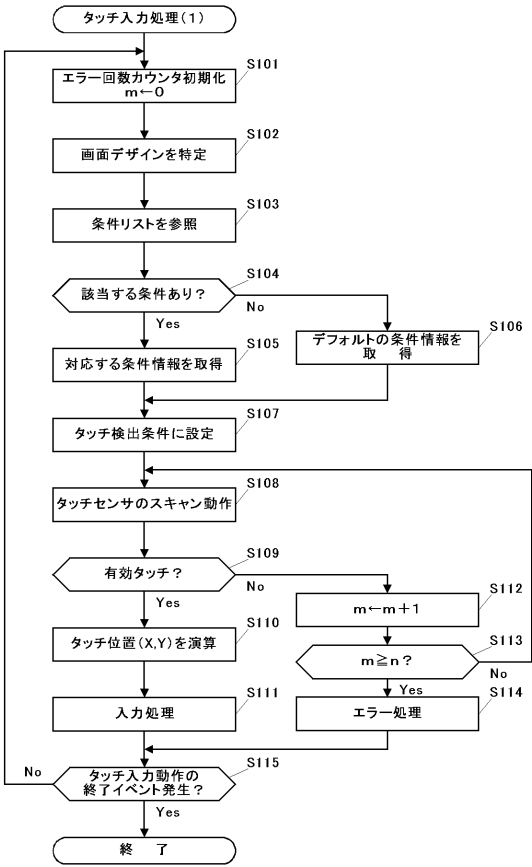 タッチ入力処理(1)
エラー回数カウンタ初期化
m←0
S101
画面デザインを特定
S102
条件リストを参照
S103
該当する条件あり?
S104
No
Yes
対応する条件情報を取得
S105
デフォルトの条件情報を
取 得
S106
タッチ検出条件に設定
S107
タッチセンサのスキャン動作
S108
有効タッチ?
S109
No
Yes
タッチ位置(X,Y)を演算
S110
m←m+1
S112
m≧n?
S113
No
Yes
入力処理
S111
エラー処理
S114
タッチ入力動作の
終了イベント発生?
S115
No
Yes
終 了